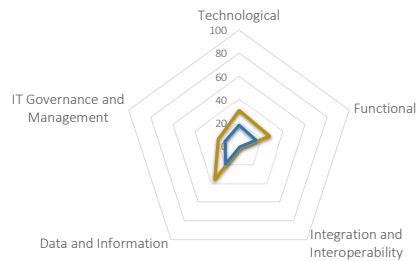 Technological
100
80
60
40
20
0
IT Governance and
Management
Functional
Data and Information
Integration and
Interoperability